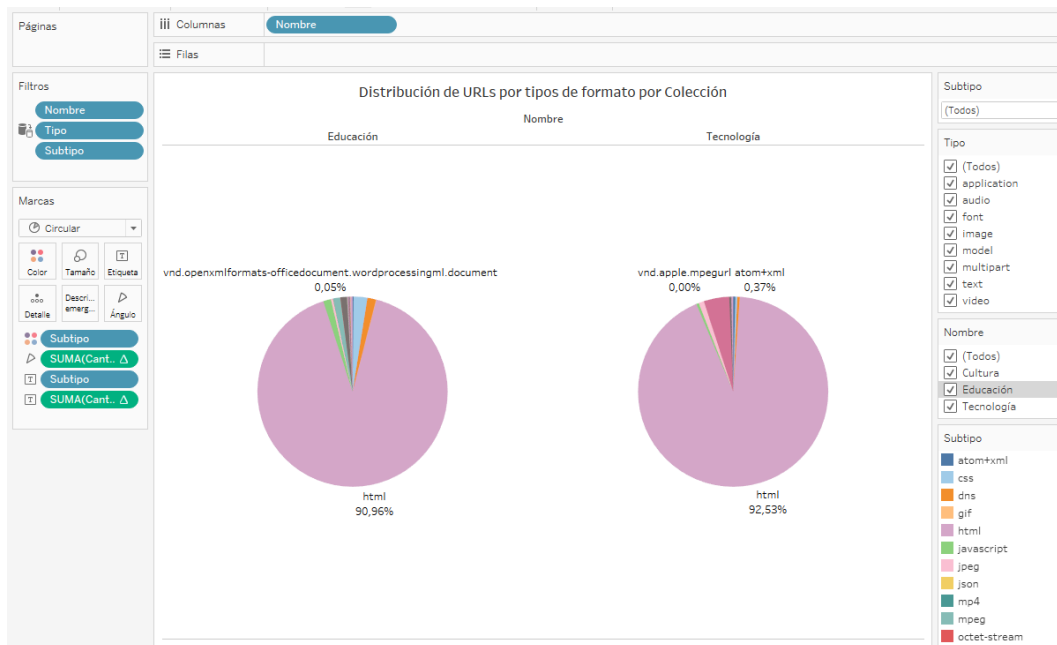 Páginas
Columnas
Nombre
Filas
Filtros
Nombre
Tipo
Subtipo
Marcas
Circular
Color
Tamaño
Etiqueta
Detalle
Descri...
emerg...
Ángulo
Subtipo
SUMA(Cant.. Δ
Subtipo
SUMA(Cant.. Δ
Distribución de URLs por tipos de formato por Colección
Nombre
Educación
Tecnología
vnd.openxmlformats-officedocument.wordprocessingml.document
0,05%
html
90,96%
vnd.apple.mpegurl atom+xml
0,00% 0,37%
html
92,53%
Subtipo
(Todos)
Tipo
(Todos)
application
audio
font
image
model
multipart
text
video
Nombre
(Todos)
Cultura
Educación
Tecnología
Subtipo
atom+xml
css
dns
gif
html
javascript
jpeg
json
mp4
mpeg
octet-stream